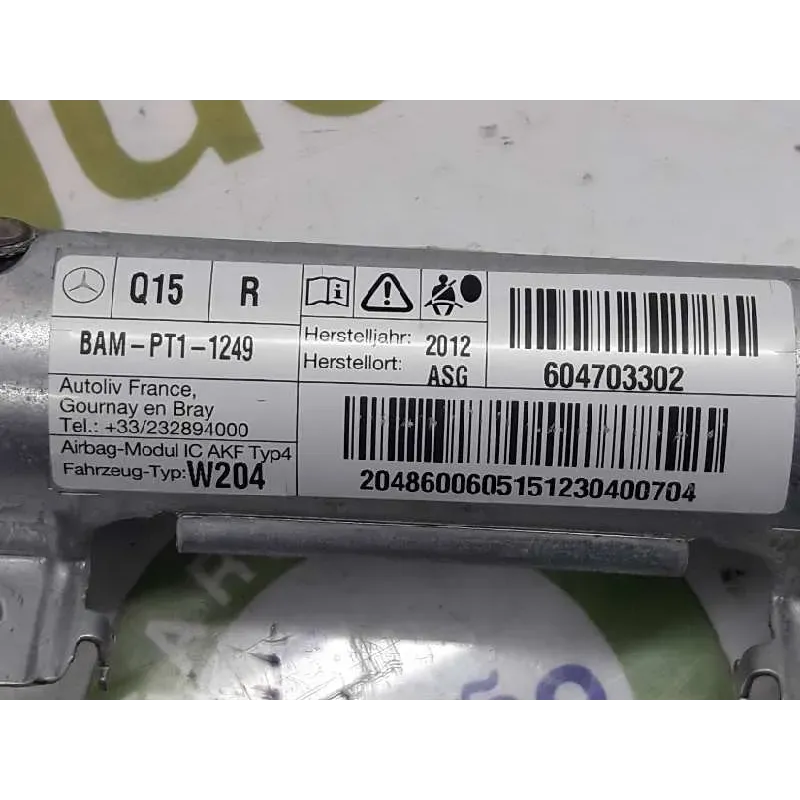 Q15 R
BAM-PT1-1249
Autoliv France,
Gournay en Bray
Tel.: +33/232894000
Airbag-Modul IC AKF Typ4
Fahrzeug-Typ: W204
Herstelljahr: 2012
Herstellort: ASG
604703302
2048600605151230400704